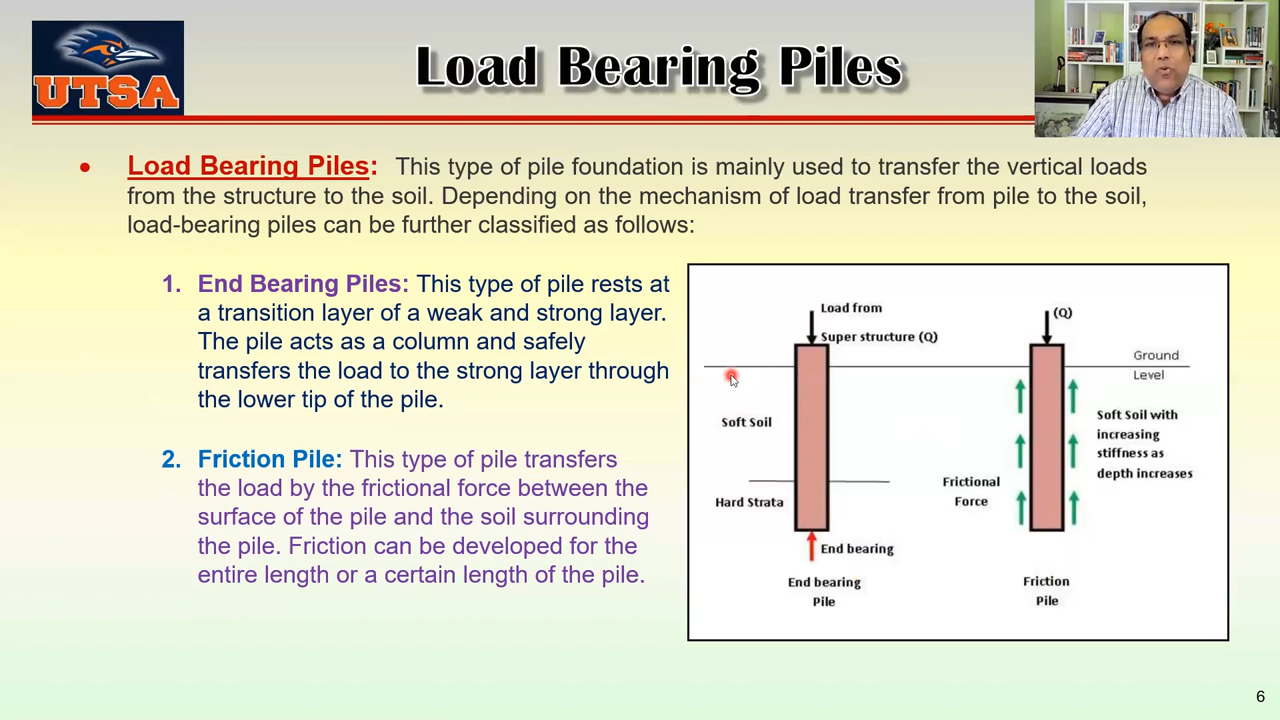 UTSA
Load Bearing Piles
• Load Bearing Piles: This type of pile foundation is mainly used to transfer the vertical loads
from the structure to the soil. Depending on the mechanism of load transfer from pile to the soil,
load-bearing piles can be further classified as follows:
1. End Bearing Piles: This type of pile rests at
a transition layer of a weak and strong layer.
The pile acts as a column and safely
transfers the load to the strong layer through
the lower tip of the pile.
2. Friction Pile: This type of pile transfers
the load by the frictional force between the
surface of the pile and the soil surrounding
the pile. Friction can be developed for the
entire length or a certain length of the pile.
Load from
Super structure (Q)
Soft Soil
Hard Strata
End bearing
End bearing
Pile
(Q)
Ground
Level
Soft Soil with
increasing
stiffness as
depth increases
Frictional
Force
Friction
Pile
6